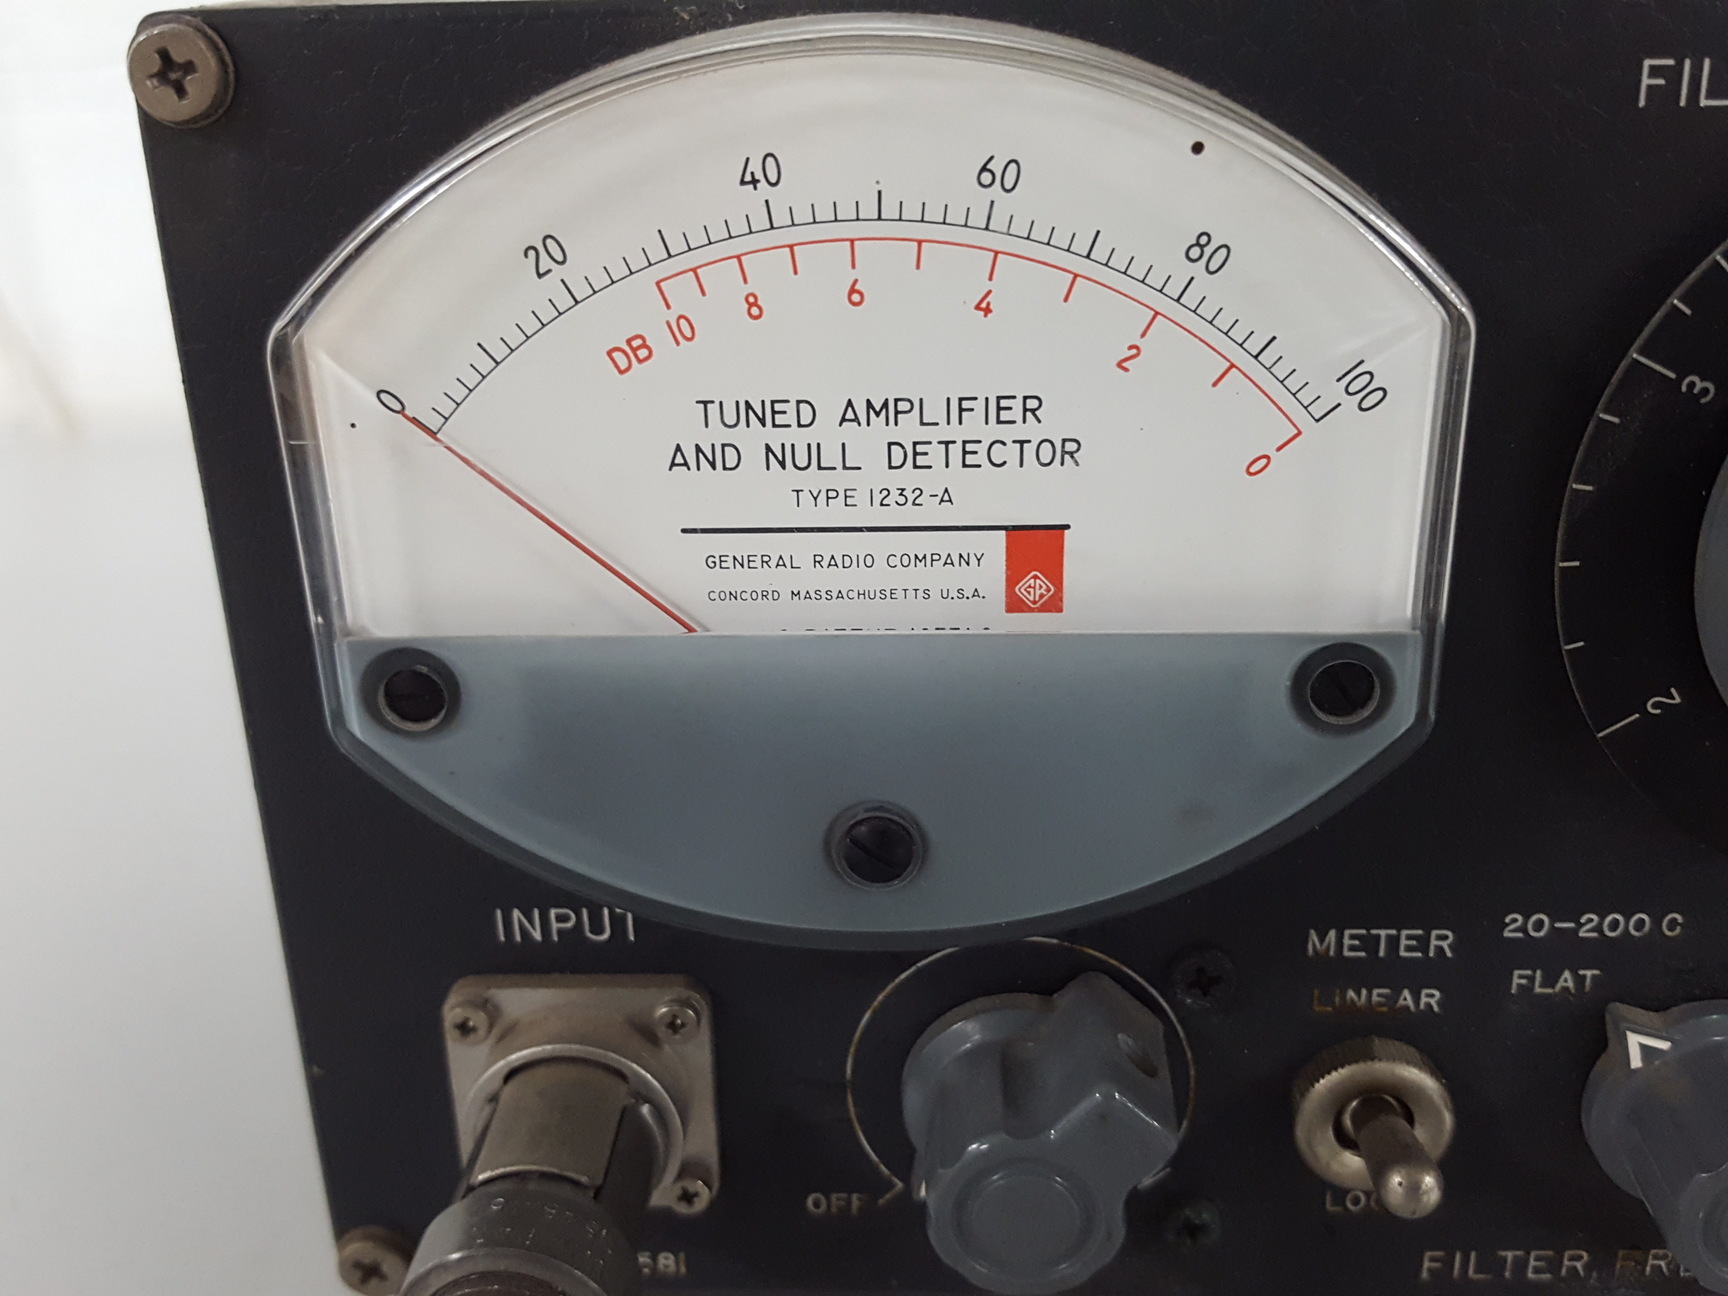 FIL
0 20 40 60 80 100
DB 10 8 6 4 2 0
TUNED AMPLIFIER
AND NULL DETECTOR
TYPE 1232-A
GENERAL RADIO COMPANY
CONCORD MASSACHUSETTS U.S.A.
GR
3
2
INPUT
METER
LINEAR
20-200 C
FLAT
OFF
581
FILTER FRE